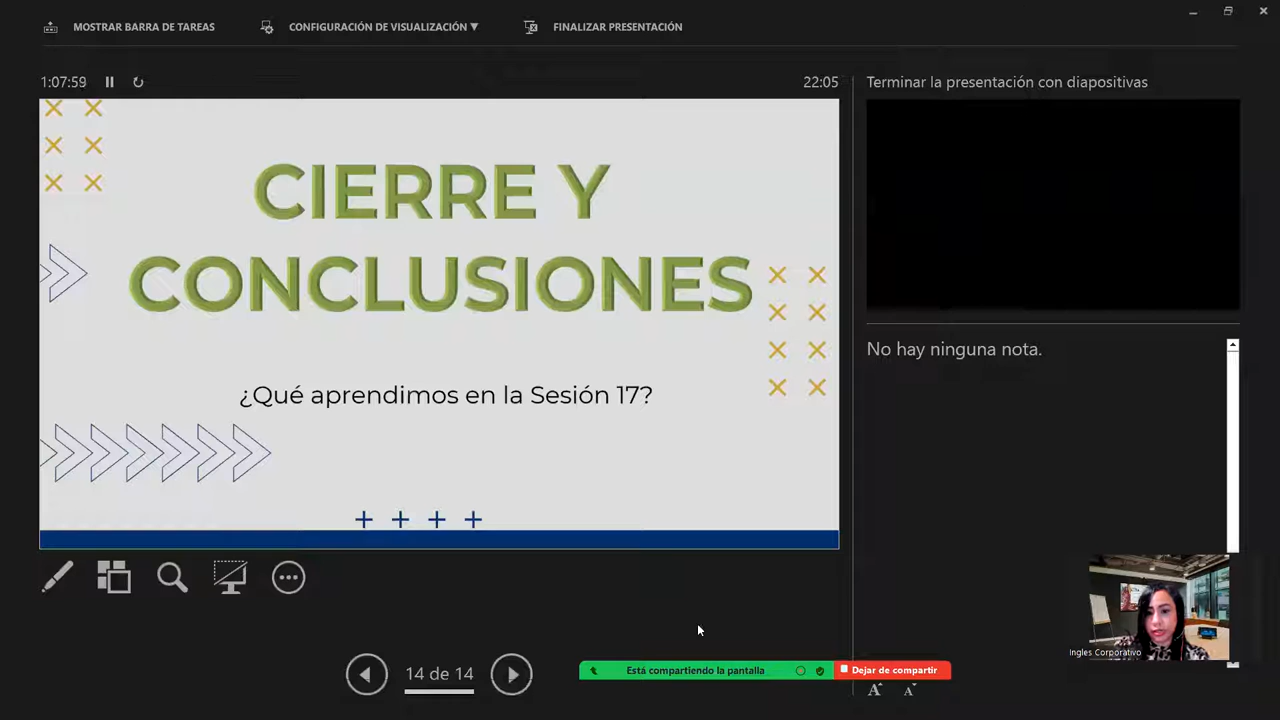 MOSTRAR BARRA DE TAREAS
CONFIGURACIÓN DE VISUALIZACIÓN ▼
FINALIZAR PRESENTACIÓN
1:07:59
22:05
Terminar la presentación con diapositivas
CIERRE Y
CONCLUSIONES
¿Qué aprendimos en la Sesión 17?
No hay ninguna nota.
Ingles Corporativo
14 de 14
Está compartiendo la pantalla
Dejar de compartir
A A